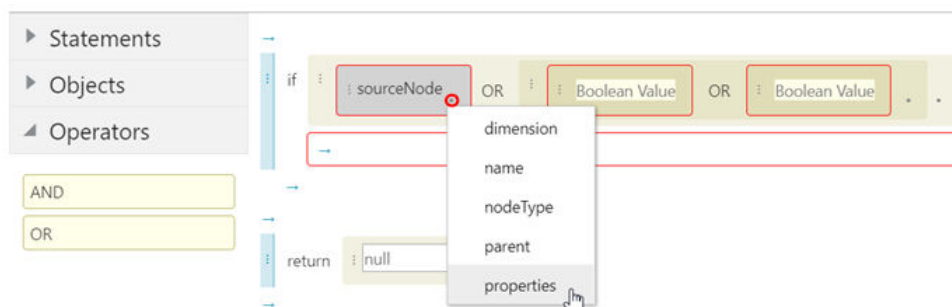 Statements
Objects
Operators
AND
OR
if sourceNode OR Boolean Value OR Boolean Value . .
dimension
name
nodeType
parent
properties
return null